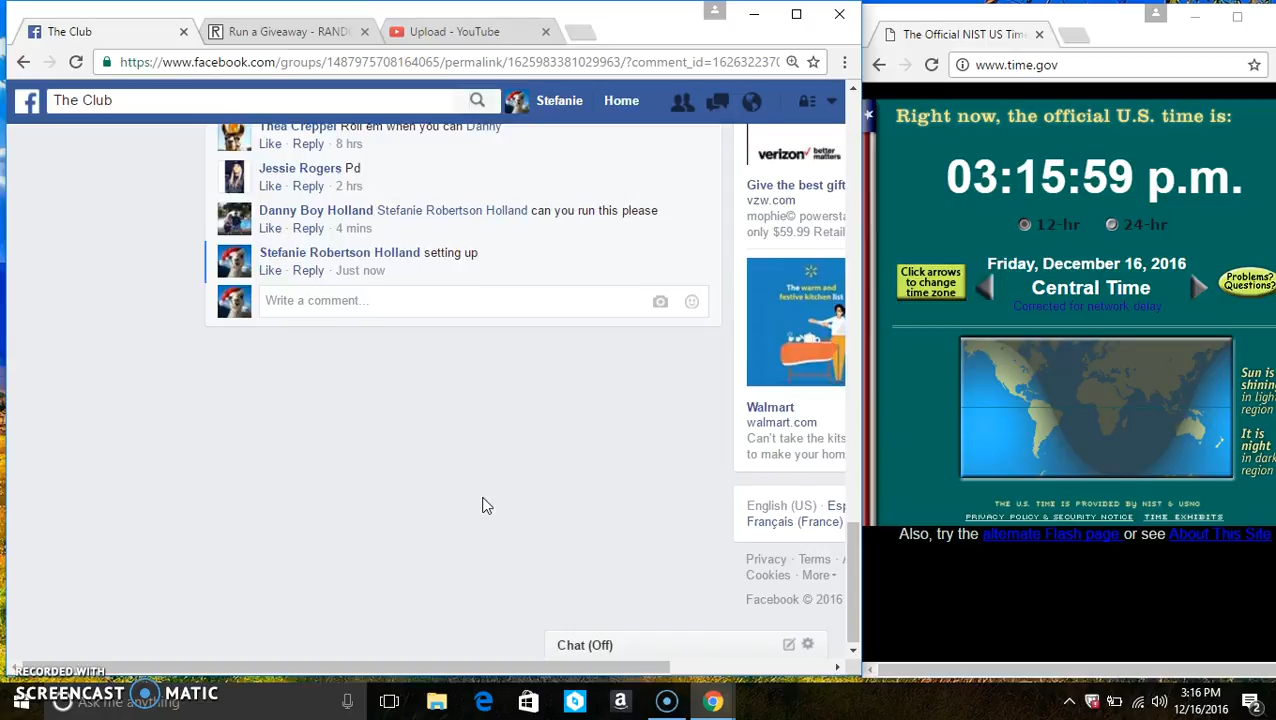 The Club
Run a Giveaway - RAND
Upload - YouTube
https://www.facebook.com/groups/1487975708164065/permalink/1625983381029963/?comment_id=162632237
The Club
Stefanie
Home
Thea Creppel Roll em when you can Danny
Like · Reply · 8 hrs
Jessie Rogers Pd
Like · Reply · 2 hrs
Danny Boy Holland Stefanie Robertson Holland can you run this please
Like · Reply · 4 mins
Stefanie Robertson Holland setting up
Like · Reply · Just now
Write a comment...
verizon better matters
Give the best gift
vzw.com
mophie© powersta
only $59.99 Retail
The warm and
festive kitchen list
Walmart
walmart.com
Can't take the kits
to make your hom
English (US) · Esp
Français (France)
Privacy · Terms ·
Cookies · More
Facebook © 2016
Chat (Off)
The Official NIST US Tim
www.time.gov
Right now, the official U.S. time is:
03:15:59 p.m.
12-hr 24-hr
Click arrows
to change
time zone
Friday, December 16, 2016
Central Time
Corrected for network delay
Problems?
Questions?
Sun is
shining
in light
region
It is
night
in dark
region
THE U.S. TIME IS PROVIDED BY NIST & USNO
PRIVACY POLICY & SECURITY NOTICE TIME EXHIBITS
Also, try the alternate Flash page or see About This Site
RECORDED WITH
SCREENCAST MATIC
Ask me anything
3:16 PM
12/16/2016
2